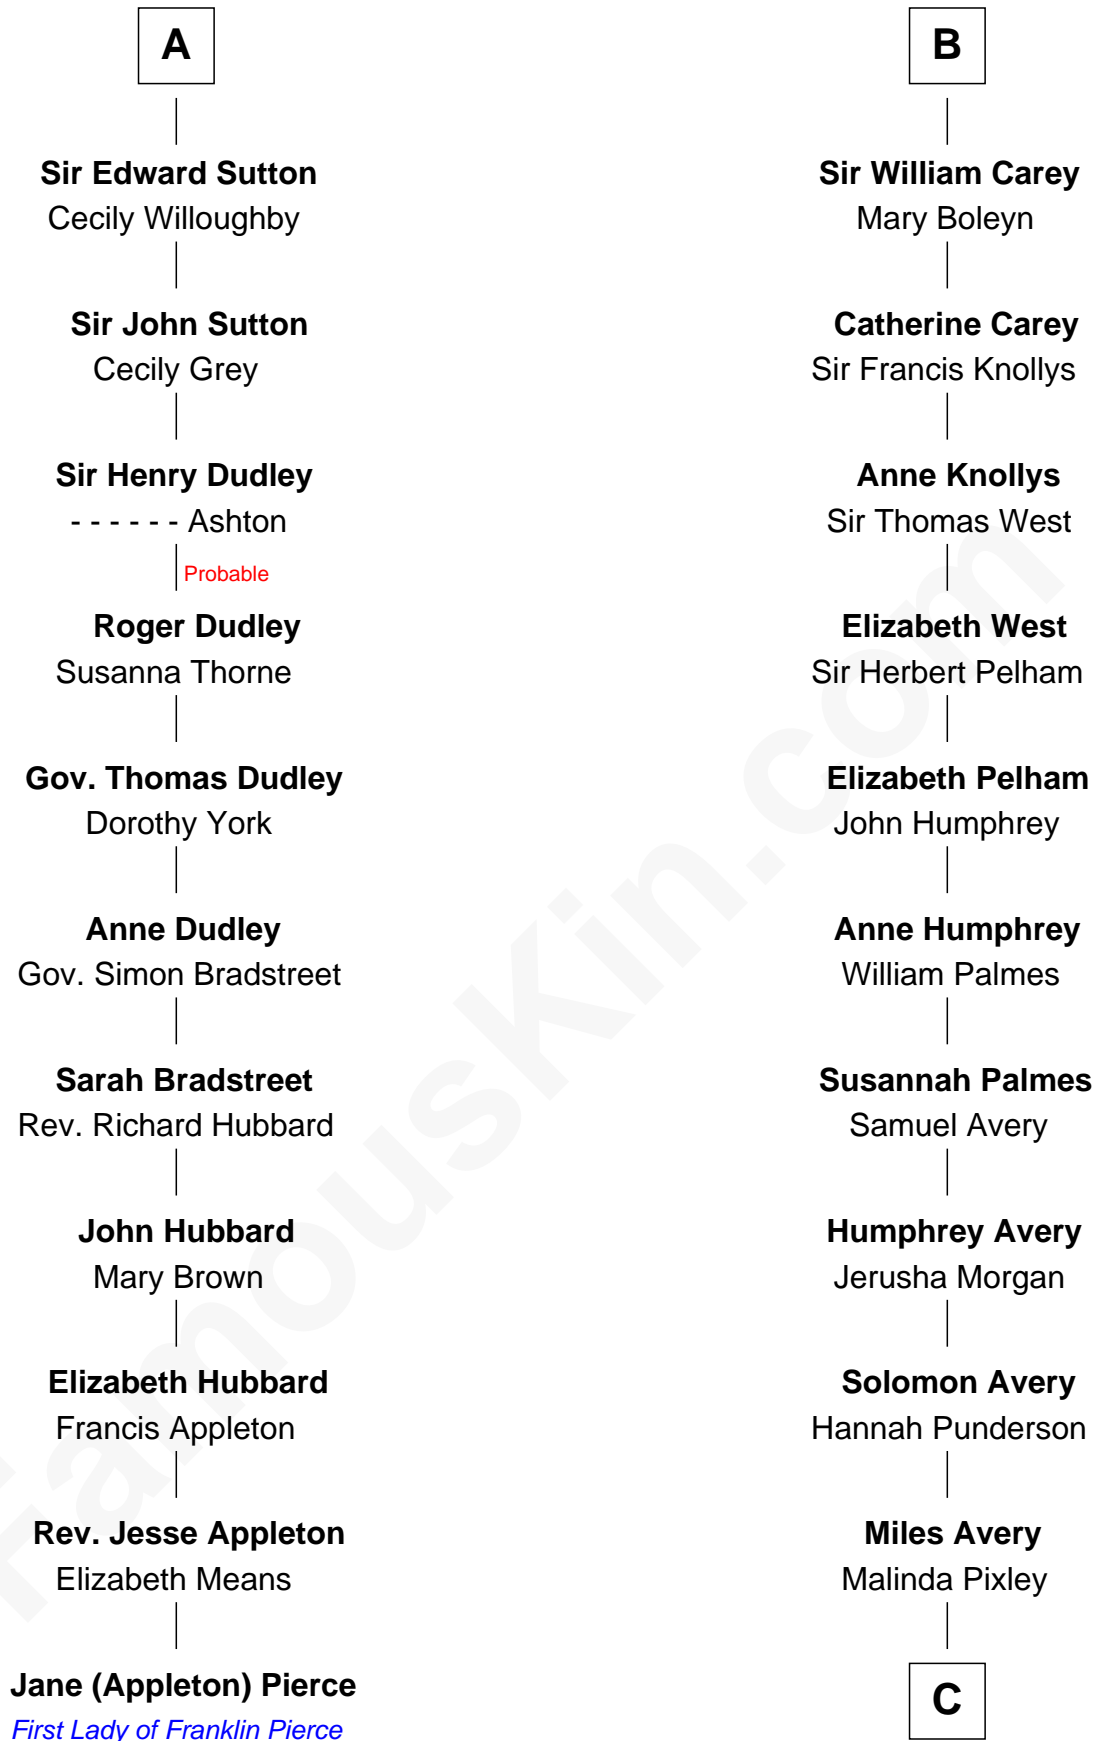 A
Sir Edward Sutton
Cecily Willoughby
Sir John Sutton
Cecily Grey
Sir Henry Dudley
- - - - - - Ashton
Probable
Roger Dudley
Susanna Thorne
Gov. Thomas Dudley
Dorothy York
Anne Dudley
Gov. Simon Bradstreet
Sarah Bradstreet
Rev. Richard Hubbard
John Hubbard
Mary Brown
Elizabeth Hubbard
Francis Appleton
Rev. Jesse Appleton
Elizabeth Means
Jane (Appleton) Pierce
First Lady of Franklin Pierce
B
Sir William Carey
Mary Boleyn
Catherine Carey
Sir Francis Knollys
Anne Knollys
Sir Thomas West
Elizabeth West
Sir Herbert Pelham
Elizabeth Pelham
John Humphrey
Anne Humphrey
William Palmes
Susannah Palmes
Samuel Avery
Humphrey Avery
Jerusha Morgan
Solomon Avery
Hannah Punderson
Miles Avery
Malinda Pixley
C
FamousKin.com